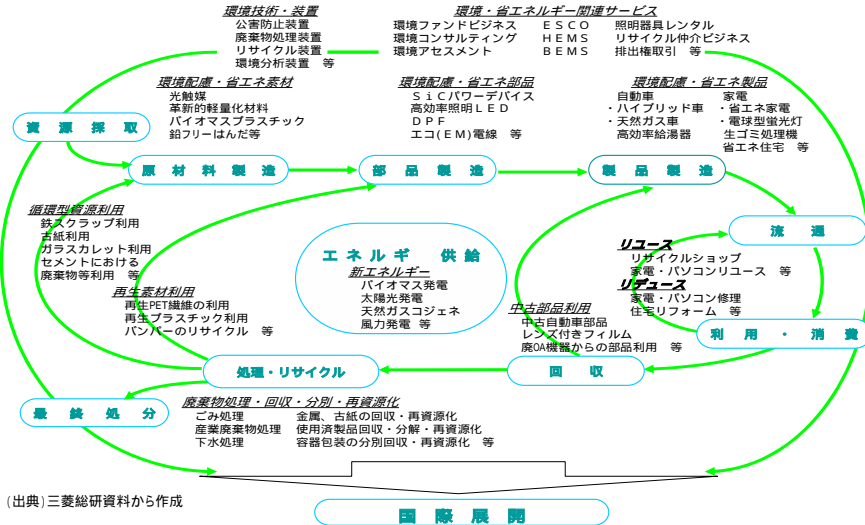 環境技術・装置
公害防止装置
廃棄物処理装置
リサイクル装置
環境分析装置 等
環境・省エネルギー関連サービス
環境ファンドビジネス ESCO 照明器具レンタル
環境コンサルティング HEMS リサイクル仲介ビジネス
環境アセスメント BEMS 排出権取引 等
環境配慮・省エネ素材
光触媒
革新的軽量化材料
バイオマスプラスチック
鉛フリーはんだ等
環境配慮・省エネ部品
SiCパワーデバイス
高効率照明LED
DPF
エコ(EM)電線 等
環境配慮・省エネ製品
自動車 家電
・ハイブリッド車 ・省エネ家電
・天然ガス車 ・電球型蛍光灯
高効率給湯器 生ゴミ処理機
省エネ住宅 等
資源採取
原材料製造
部品製造
製品製造
循環型資源利用
鉄スクラップ利用
古紙利用
ガラスカレット利用
セメントにおける
廃棄物等利用 等
流通
エネルギ 供給
新エネルギー
バイオマス発電
太陽光発電
天然ガスコジェネ
風力発電 等
リユース
リサイクルショップ
家電・パソコンリユース 等
リデュース
家電・パソコン修理
住宅リフォーム 等
再生素材利用
再生PET繊維の利用
再生プラスチック利用
バンパーのリサイクル 等
中古部品利用
中古自動車部品
レンズ付きフィルム
廃OA機器からの部品利用 等
利用・消費
処理・リサイクル
回収
最終処分
廃棄物処理・回収・分別・再資源化
ごみ処理 金属、古紙の回収・再資源化
産業廃棄物処理 使用済製品回収・分解・再資源化
下水処理 容器包装の分別回収・再資源化 等
(出典)三菱総研資料から作成
国際展開